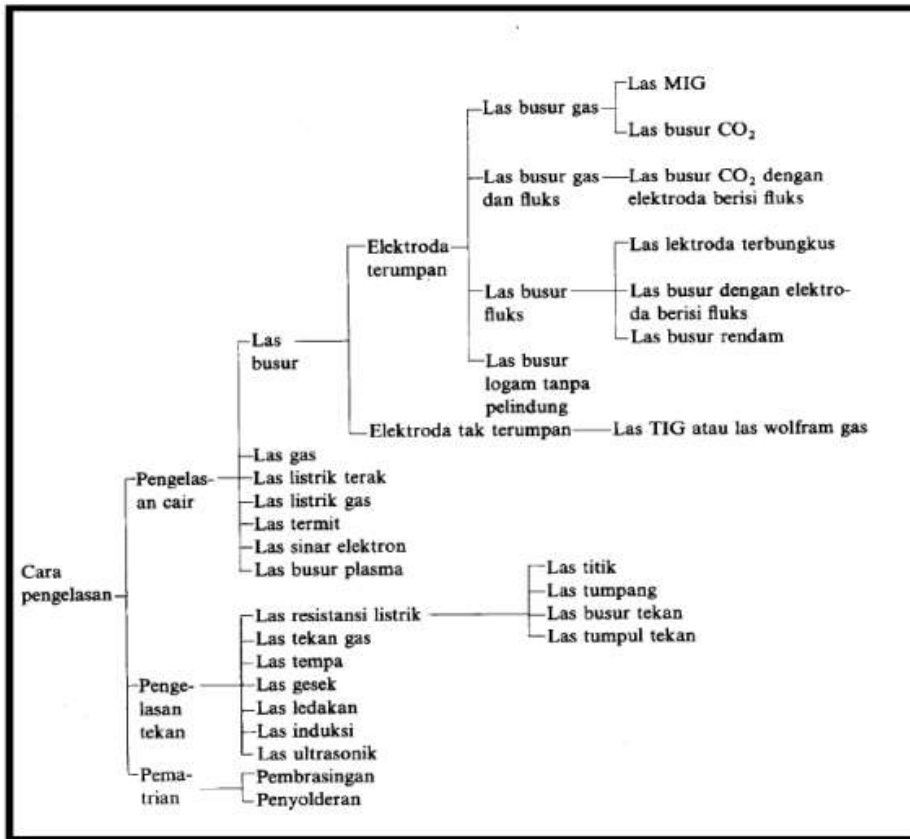 Las MIG
Las busur gas
Las busur CO₂
Las busur gas
dan fluks
Las busur CO₂ dengan
elektroda berisi fluks
Elektroda
terumpan
Las lektroda terbungkus
Las busur
fluks
Las busur dengan elektro-
da berisi fluks
Las busur rendam
Las
busur
Las busur
logam tanpa
pelindung
Elektroda tak terumpan
Las TIG atau las wolfram gas
Pengelas-
an cair
Las gas
Las listrik terak
Las listrik gas
Las termit
Las sinar elektron
Las busur plasma
Cara
pengelasan
Las resistansi listrik
Las titik
Las tumpang
Las busur tekan
Las tumpul tekan
Las tekan gas
Las tempa
Penge-
lasan
tekan
Las gesek
Las ledakan
Las induksi
Las ultrasonik
Pema-
trian
Pembrasingan
Penyolderan